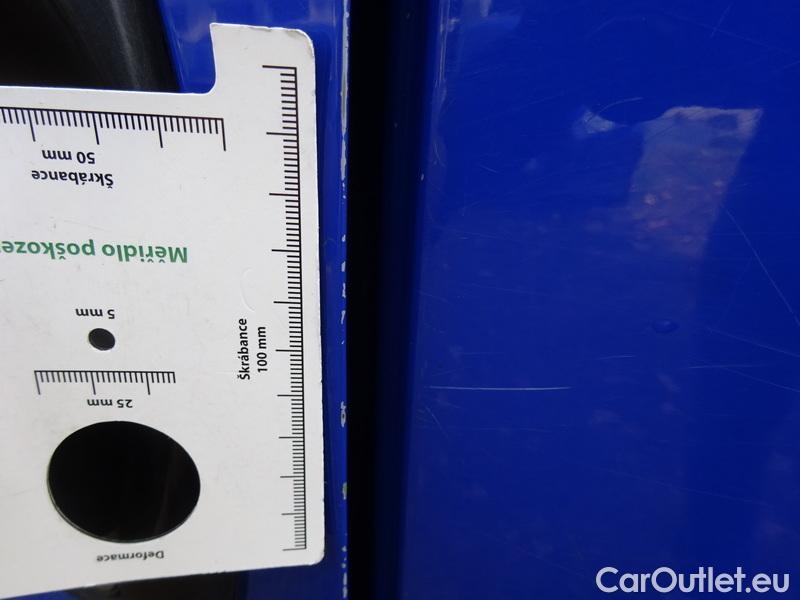 50 mm
Škrábance
Měřidlo poškoze
5 mm
Škrábance
100 mm
25 mm
Deformace
CarOutlet.eu